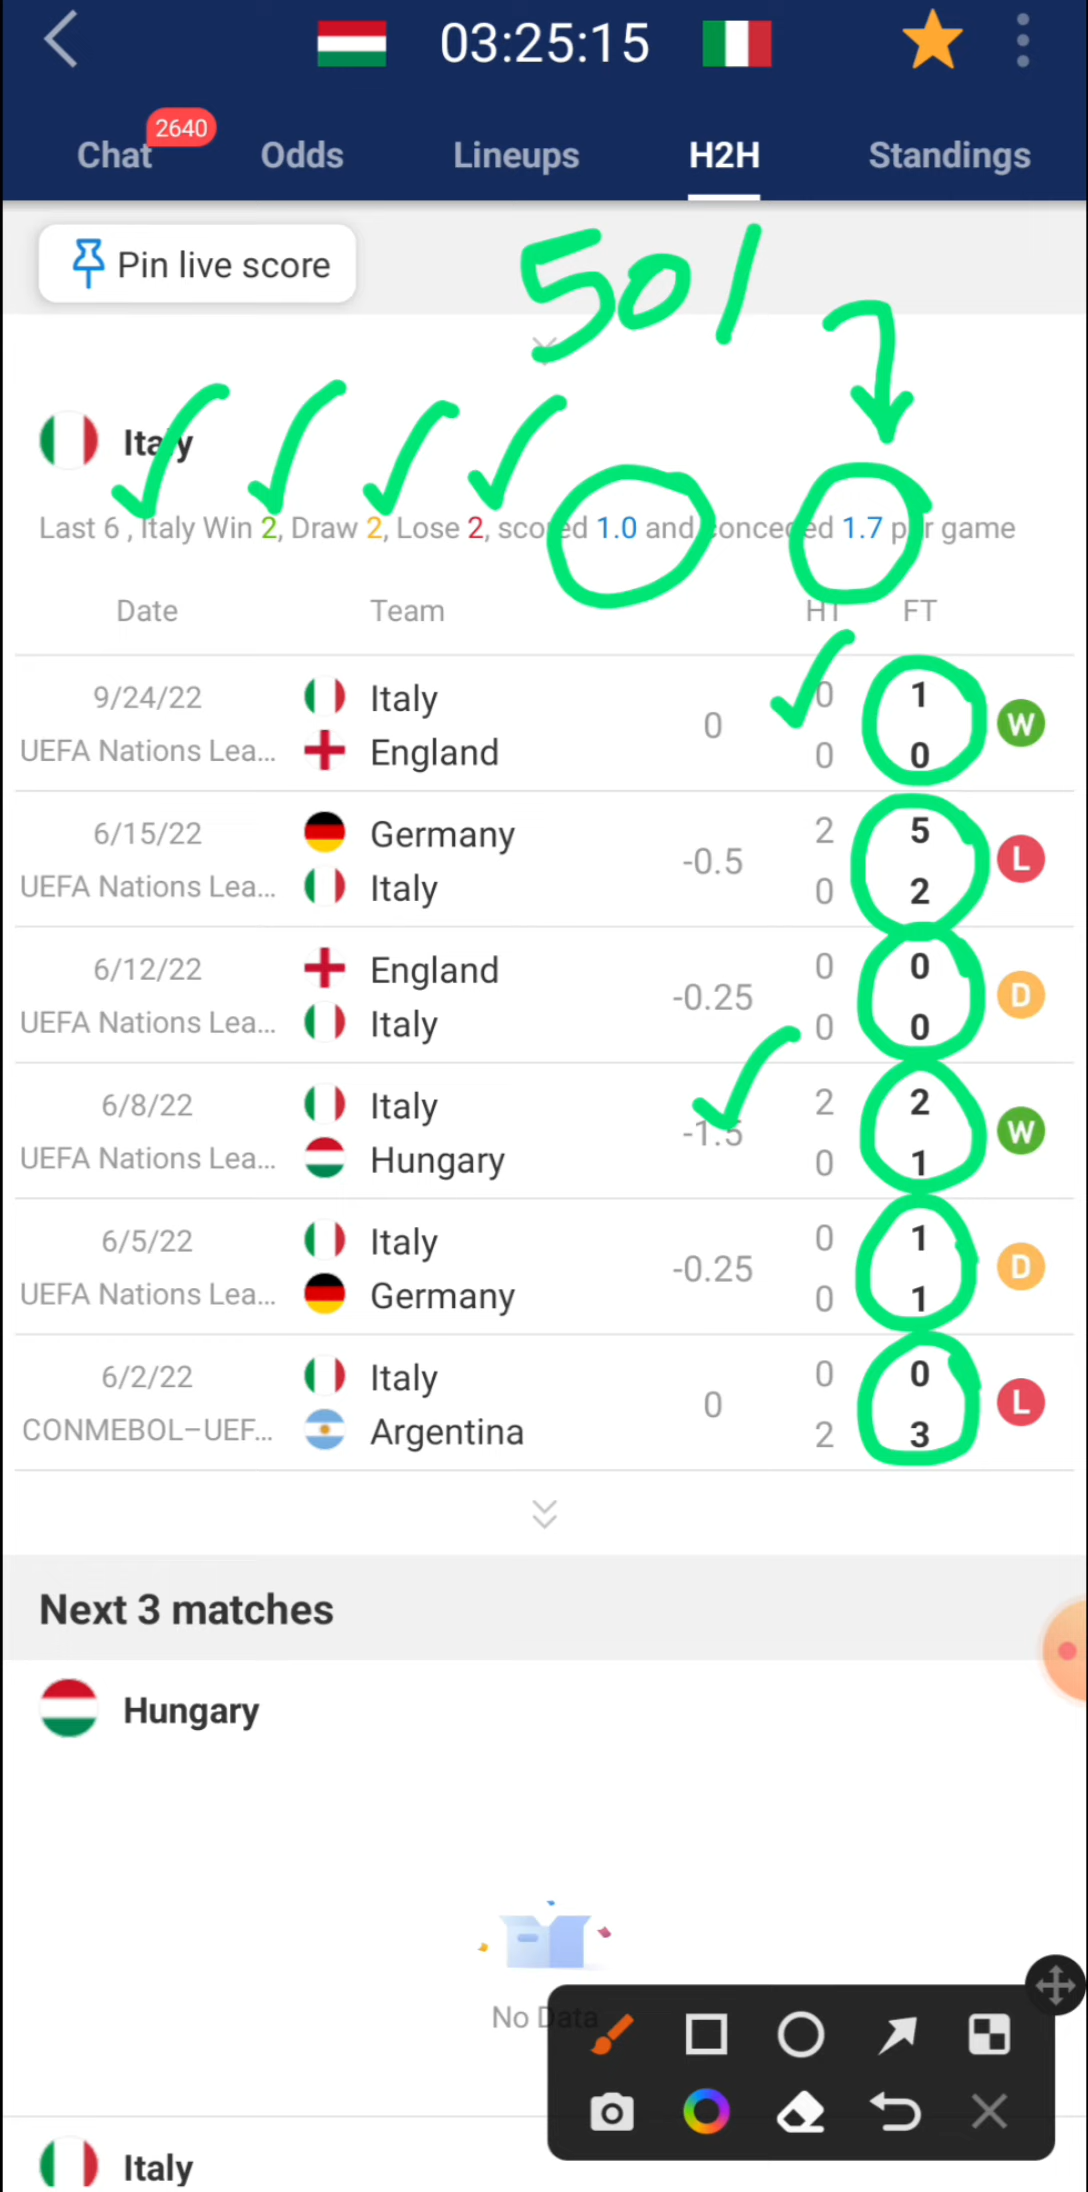 03:25:15
Chat 2640 Odds Lineups H2H Standings
Pin live score
50/
Italy
Last 6 , Italy Win 2, Draw 2, Lose 2, scored 1.0 and conceded 1.7 per game
Date Team HT FT
9/24/22 Italy 0 0 1 W
UEFA Nations Lea... England 0 0
6/15/22 Germany -0.5 2 5 L
UEFA Nations Lea... Italy 0 2
6/12/22 England -0.25 0 0 D
UEFA Nations Lea... Italy 0 0
6/8/22 Italy -1.5 2 2 W
UEFA Nations Lea... Hungary 0 1
6/5/22 Italy -0.25 0 1 D
UEFA Nations Lea... Germany 0 1
6/2/22 Italy 0 0 0 L
CONMEBOL–UEF... Argentina 2 3
Next 3 matches
Hungary
No Data
Italy